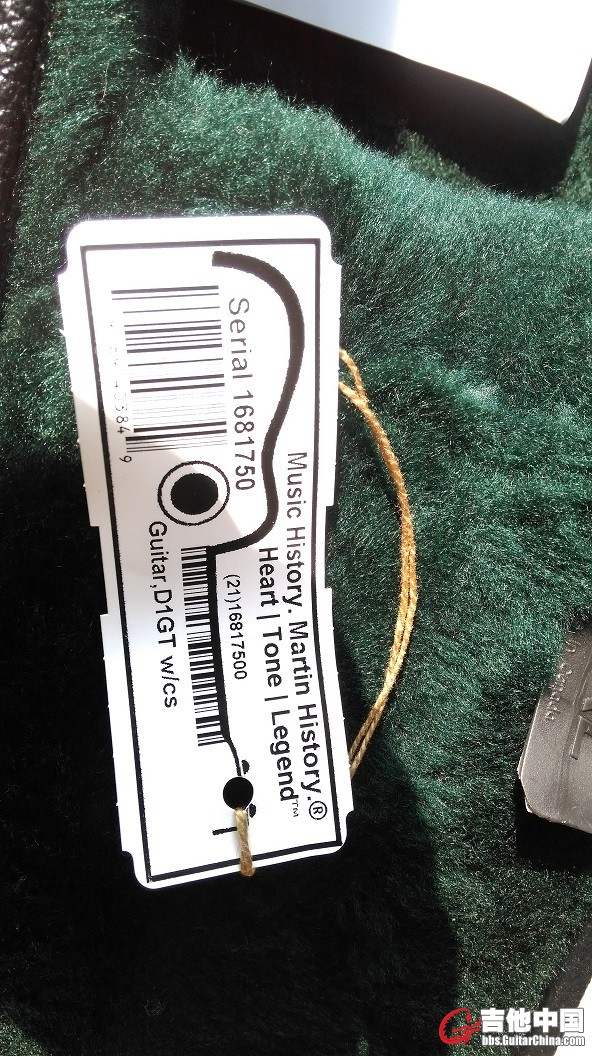 Music History. Martin History.®
Heart | Tone | Legend™
Serial 1681750
(21)16817500
Guitar,D1GT w/cs
吉他中国
bbs.GuitarChina.com